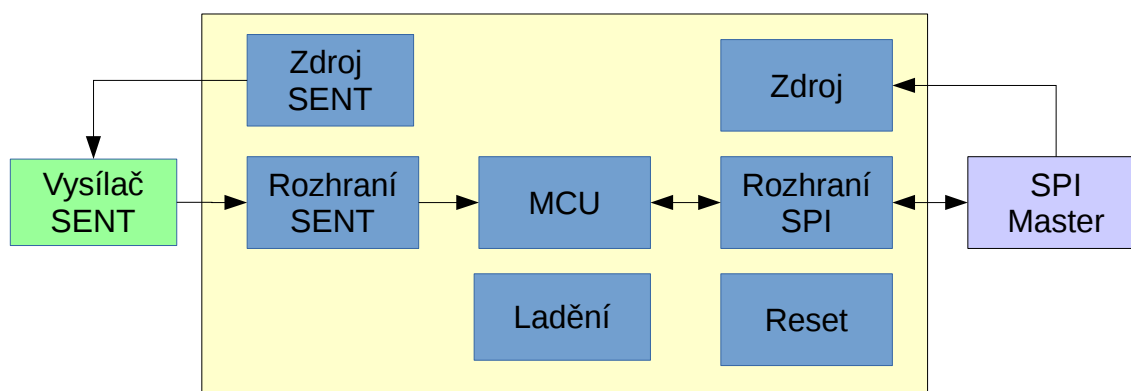 Zdroj
SENT
Zdroj
Vysílač
SENT
Rozhraní
SENT
MCU
Rozhraní
SPI
SPI
Master
Ladění
Reset